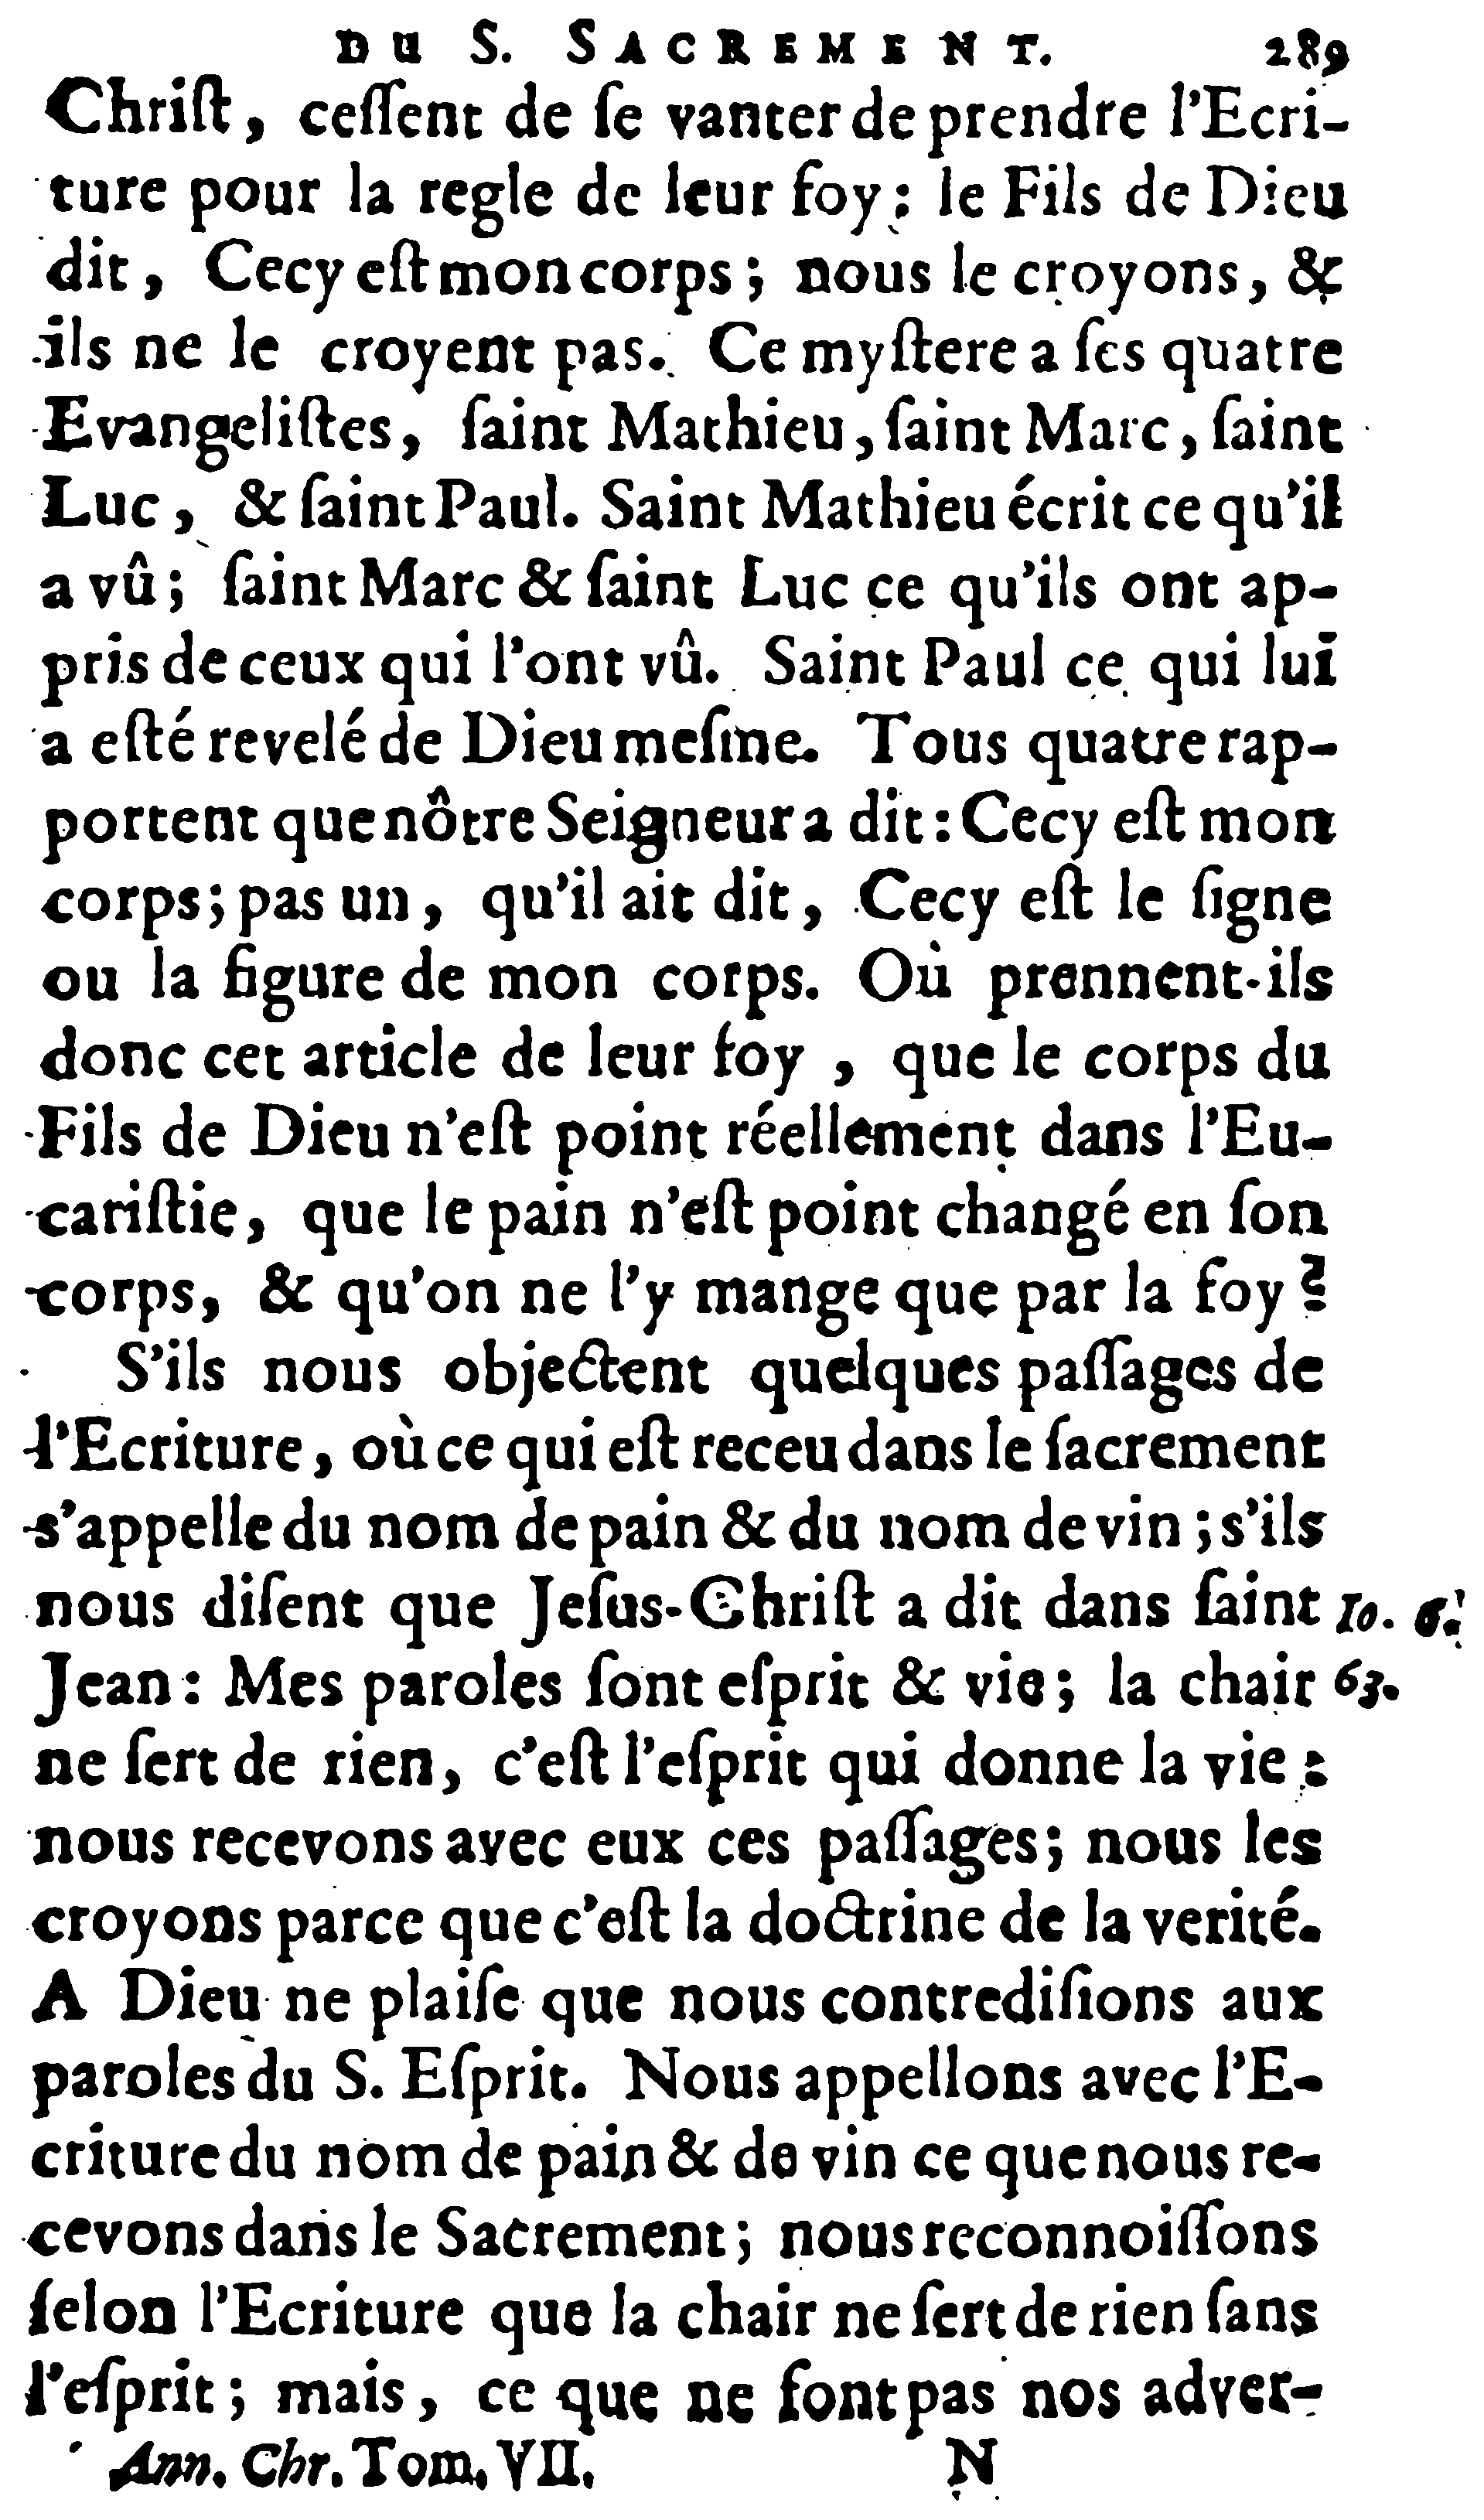 DU S. SACREMENT. 289
Chriſt, ceſſent de ſe vanter de prendre l'Ecri-
ture pour la regle de leur foy; le Fils de Dieu
dit, Cecy eſt mon corps; nous le croyons, &
ils ne le croyent pas. Ce myſtere a ſes quatre
Evangeliſtes, ſaint Mathieu, ſaint Marc, ſaint
Luc, & ſaint Paul. Saint Mathieu écrit ce qu'il
a vû; ſaint Marc & ſaint Luc ce qu'ils ont ap-
pris de ceux qui l'ont vû. Saint Paul ce qui lui
a eſté revelé de Dieu meſme. Tous quatre rap-
portent que nôtre Seigneur a dit: Cecy eſt mon
corps; pas un, qu'il ait dit, Cecy eſt le ſigne
ou la figure de mon corps. Où prennent-ils
donc cet article de leur foy, que le corps du
Fils de Dieu n'eſt point réellement dans l'Eu-
cariſtie, que le pain n'eſt point changé en ſon
corps, & qu'on ne l'y mange que par la foy?
S'ils nous objectent quelques paſſages de
l'Ecriture, où ce qui eſt receu dans le ſacrement
s'appelle du nom de pain & du nom de vin; s'ils
nous diſent que Jeſus-Chriſt a dit dans ſaint Io. 6.
Jean: Mes paroles ſont eſprit & vie; la chair 63.
ne ſert de rien, c'eſt l'eſprit qui donne la vie:
nous recevons avec eux ces paſſages; nous les
croyons parce que c'eſt la doctrine de la verité.
A Dieu ne plaiſe que nous contrediſions aux
paroles du S. Eſprit. Nous appellons avec l'E-
criture du nom de pain & de vin ce que nous re-
cevons dans le Sacrement; nous reconnoiſſons
ſelon l'Ecriture que la chair ne ſert de rien ſans
l'eſprit; mais, ce que ne font pas nos adver-
Ann. Chr. Tom. VII. N